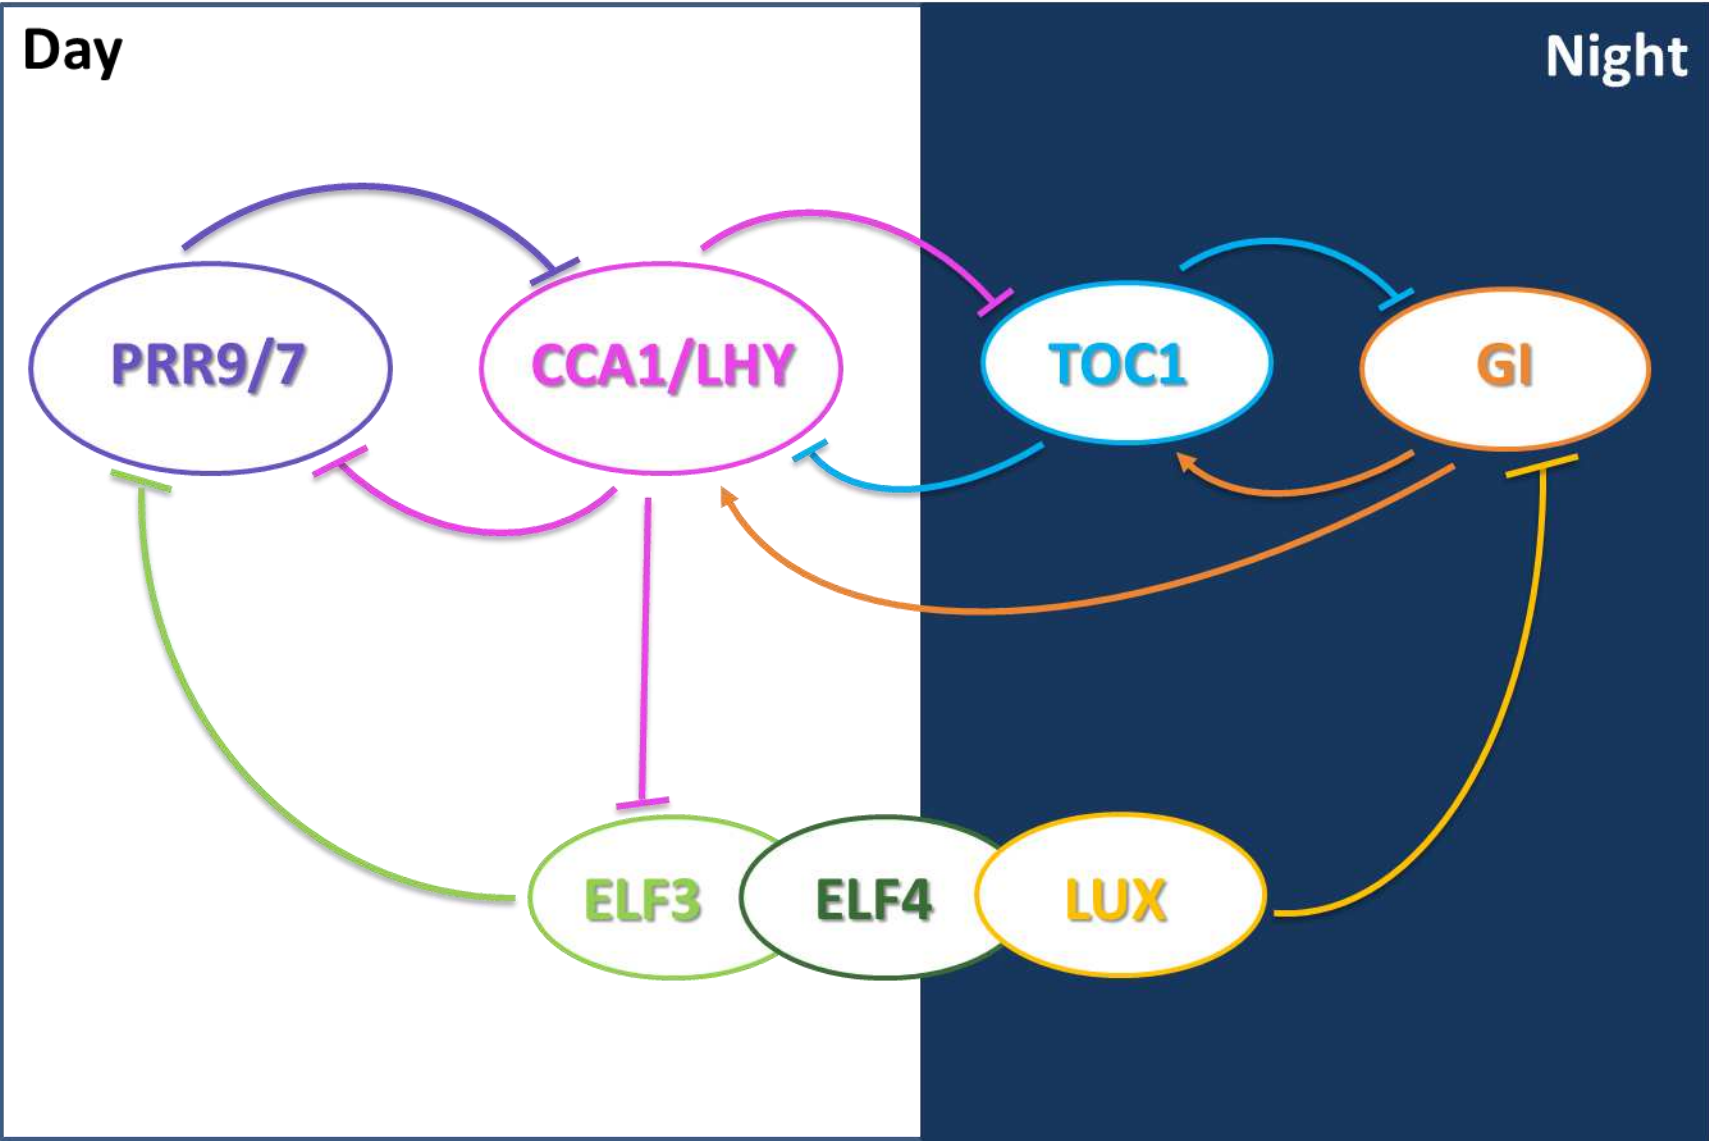 Day
Night
PRR9/7
CCA1/LHY
TOC1
GI
ELF3
ELF4
LUX